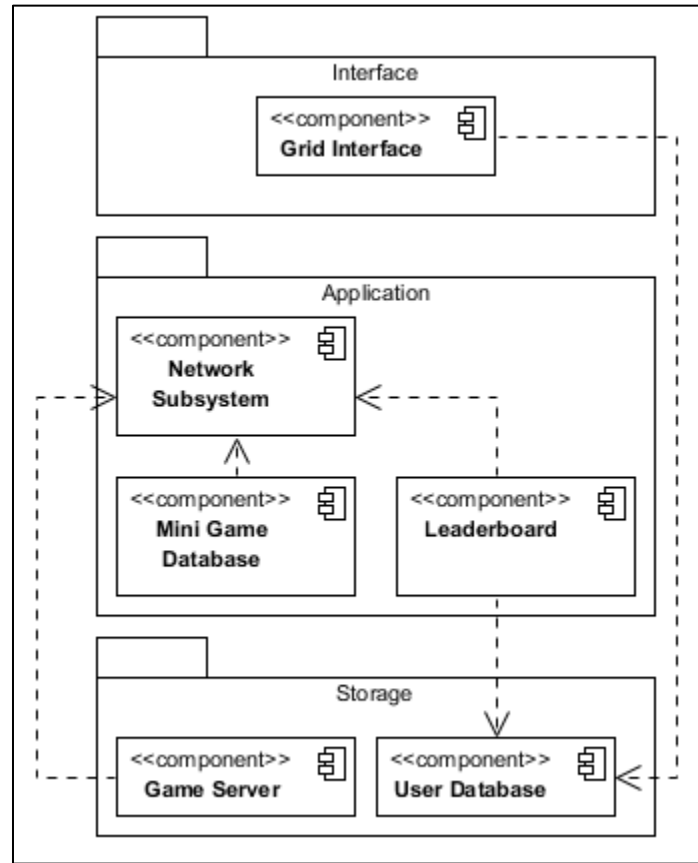 Interface
<<component>>
Grid Interface
Application
<<component>>
Network
Subsystem
<<component>>
Mini Game
Database
<<component>>
Leaderboard
Storage
<<component>>
Game Server
<<component>>
User Database